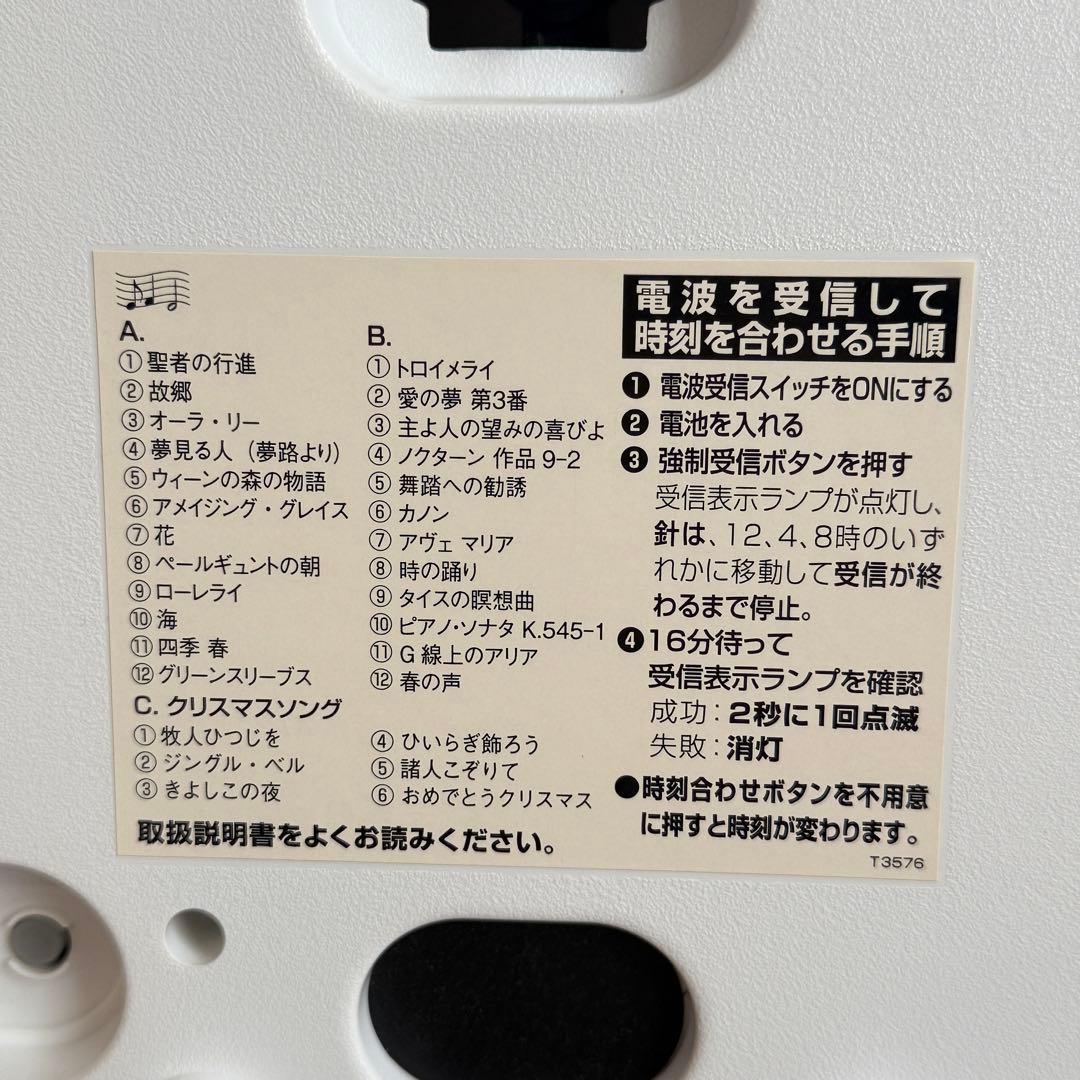 A.
①聖者の行進
②故郷
③オーラ・リー
④夢見る人（夢路より）
⑤ウィーンの森の物語
⑥アメイジング・グレイス
⑦花
⑧ペールギュントの朝
⑨ローレライ
⑩海
⑪四季 春
⑫グリーンスリーブス
B.
①トロイメライ
②愛の夢 第3番
③主よ人の望みの喜びよ
④ノクターン 作品 9-2
⑤舞踏への勧誘
⑥カノン
⑦アヴェ マリア
⑧時の踊り
⑨タイスの瞑想曲
⑩ピアノ・ソナタ K.545-1
⑪G 線上のアリア
⑫春の声
C. クリスマスソング
①牧人ひつじを
②ジングル・ベル
③きよしこの夜
④ひいらぎ飾ろう
⑤諸人こぞりて
⑥おめでとうクリスマス
取扱説明書をよくお読みください。
電波を受信して
時刻を合わせる手順
❶電波受信スイッチをONにする
❷電池を入れる
❸強制受信ボタンを押す
受信表示ランプが点灯し、
針は、12、4、8時のいず
れかに移動して受信が終
わるまで停止。
❹16分待って
受信表示ランプを確認
成功：2秒に1回点滅
失敗：消灯
●時刻合わせボタンを不用意
に押すと時刻が変わります。
T3576